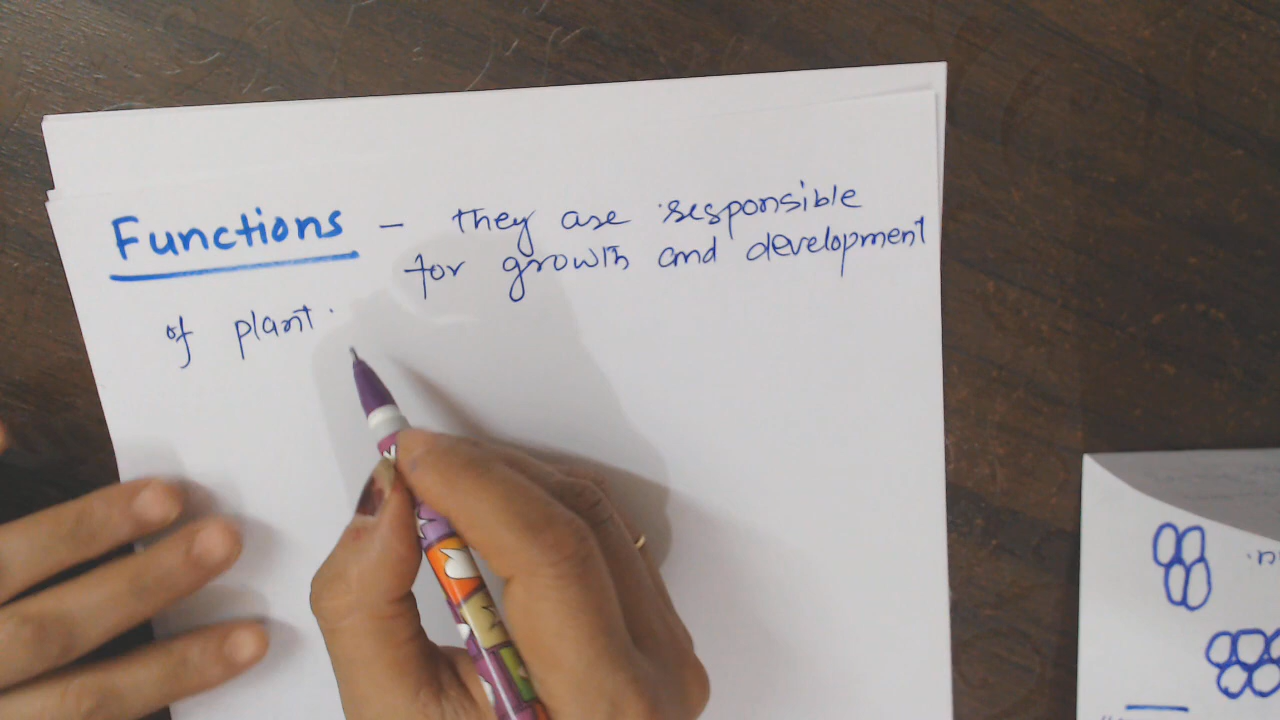 Functions - they are responsible
for growth and development
of plant.